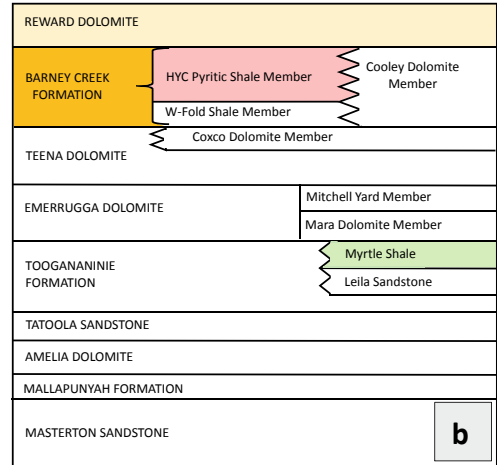 REWARD DOLOMITE
BARNEY CREEK
FORMATION
HYC Pyritic Shale Member
Cooley Dolomite
Member
W-Fold Shale Member
Coxco Dolomite Member
TEENA DOLOMITE
EMERRUGGA DOLOMITE
Mitchell Yard Member
Mara Dolomite Member
TOOGANANINIE
FORMATION
Myrtle Shale
Leila Sandstone
TATOOLA SANDSTONE
AMELIA DOLOMITE
MALLAPUNYAH FORMATION
MASTERTON SANDSTONE
b